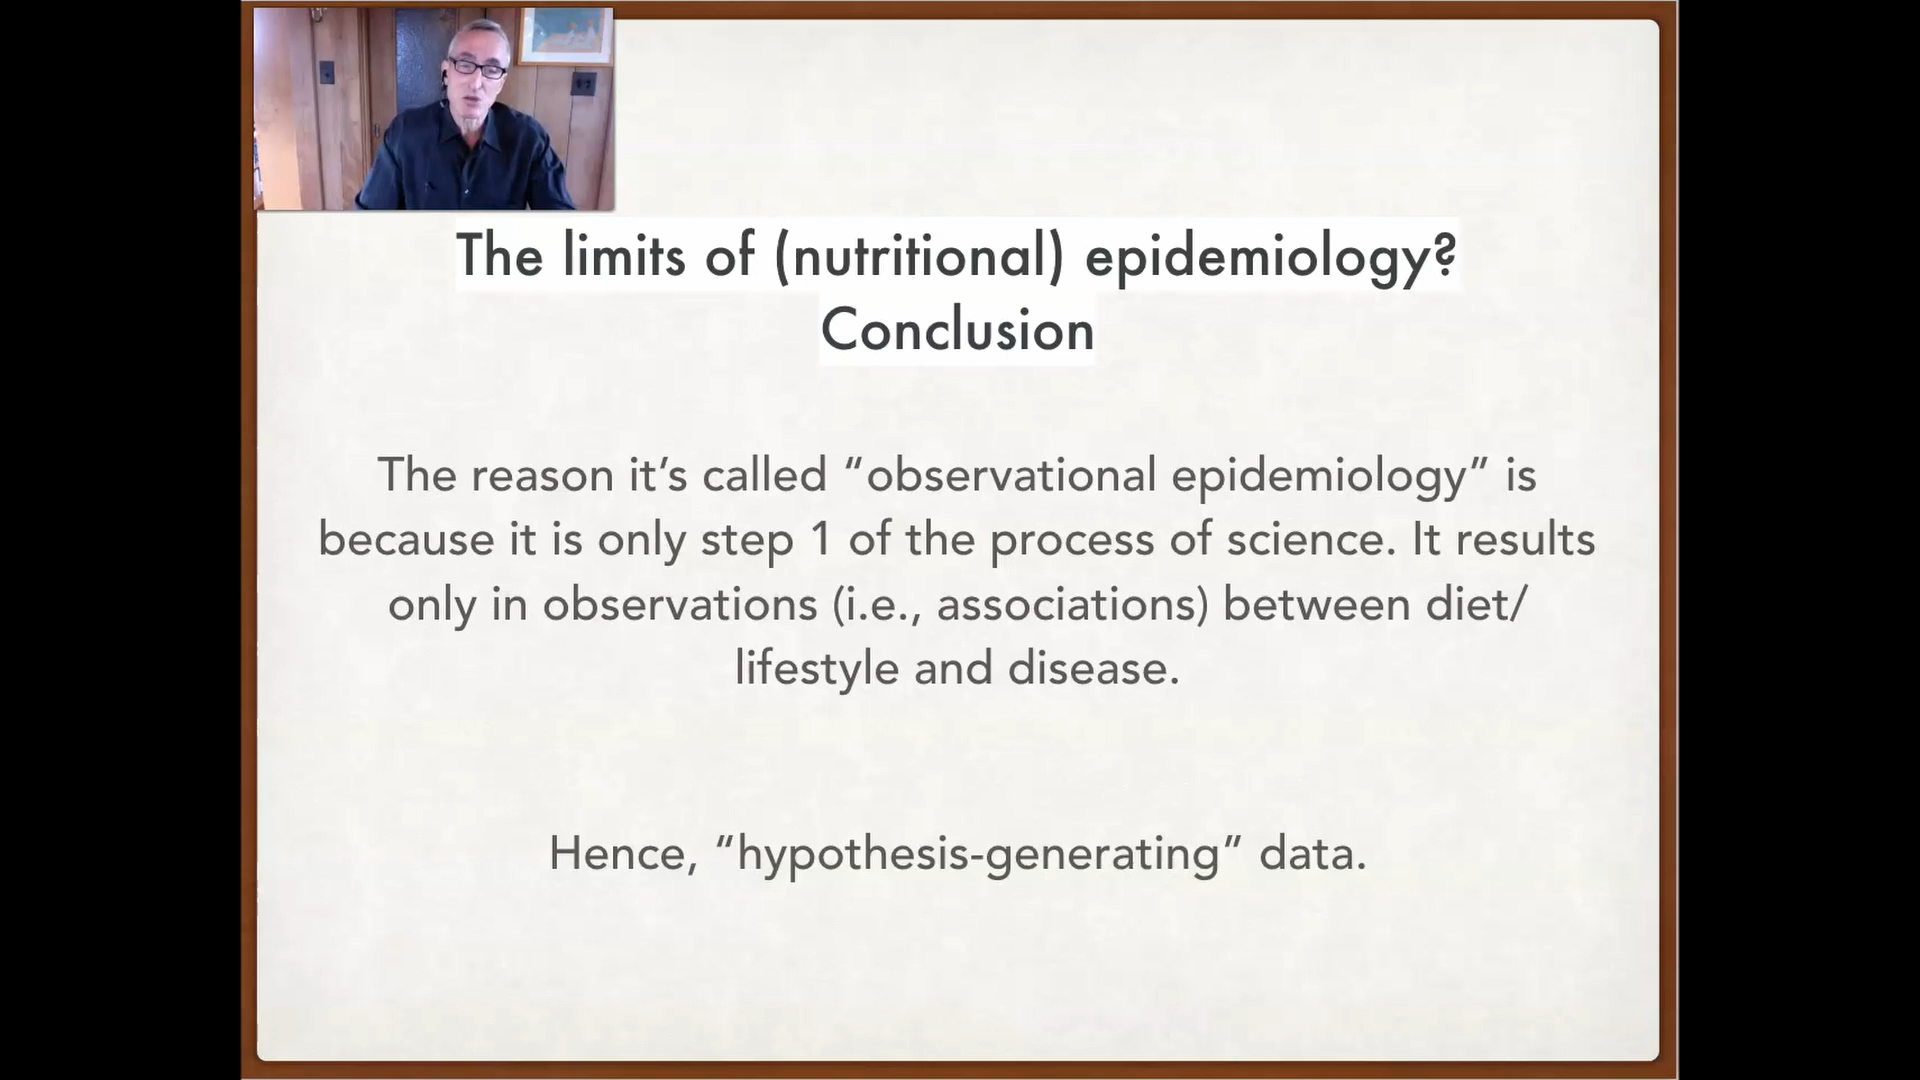 The limits of (nutritional) epidemiology?
Conclusion
The reason it’s called “observational epidemiology” is
because it is only step 1 of the process of science. It results
only in observations (i.e., associations) between diet/
lifestyle and disease.
Hence, “hypothesis-generating” data.